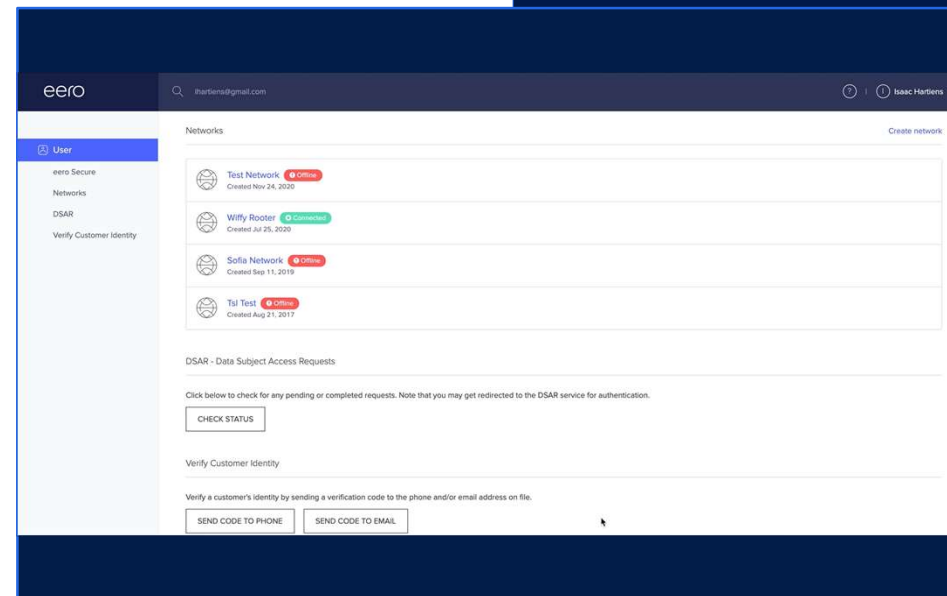 eero
lhartiens@gmail.com
? | I Isaac Hartiens
User
eero Secure
Networks
DSAR
Verify Customer Identity
Networks
Create network
Test Network Offline
Created Nov 24, 2020
Wiffy Rooter Connected
Created Jul 25, 2020
Sofia Network Offline
Created Sep 11, 2019
Tsl Test Offline
Created Aug 21, 2017
DSAR - Data Subject Access Requests
Click below to check for any pending or completed requests. Note that you may get redirected to the DSAR service for authentication.
CHECK STATUS
Verify Customer Identity
Verify a customer's identity by sending a verification code to the phone and/or email address on file.
SEND CODE TO PHONE
SEND CODE TO EMAIL